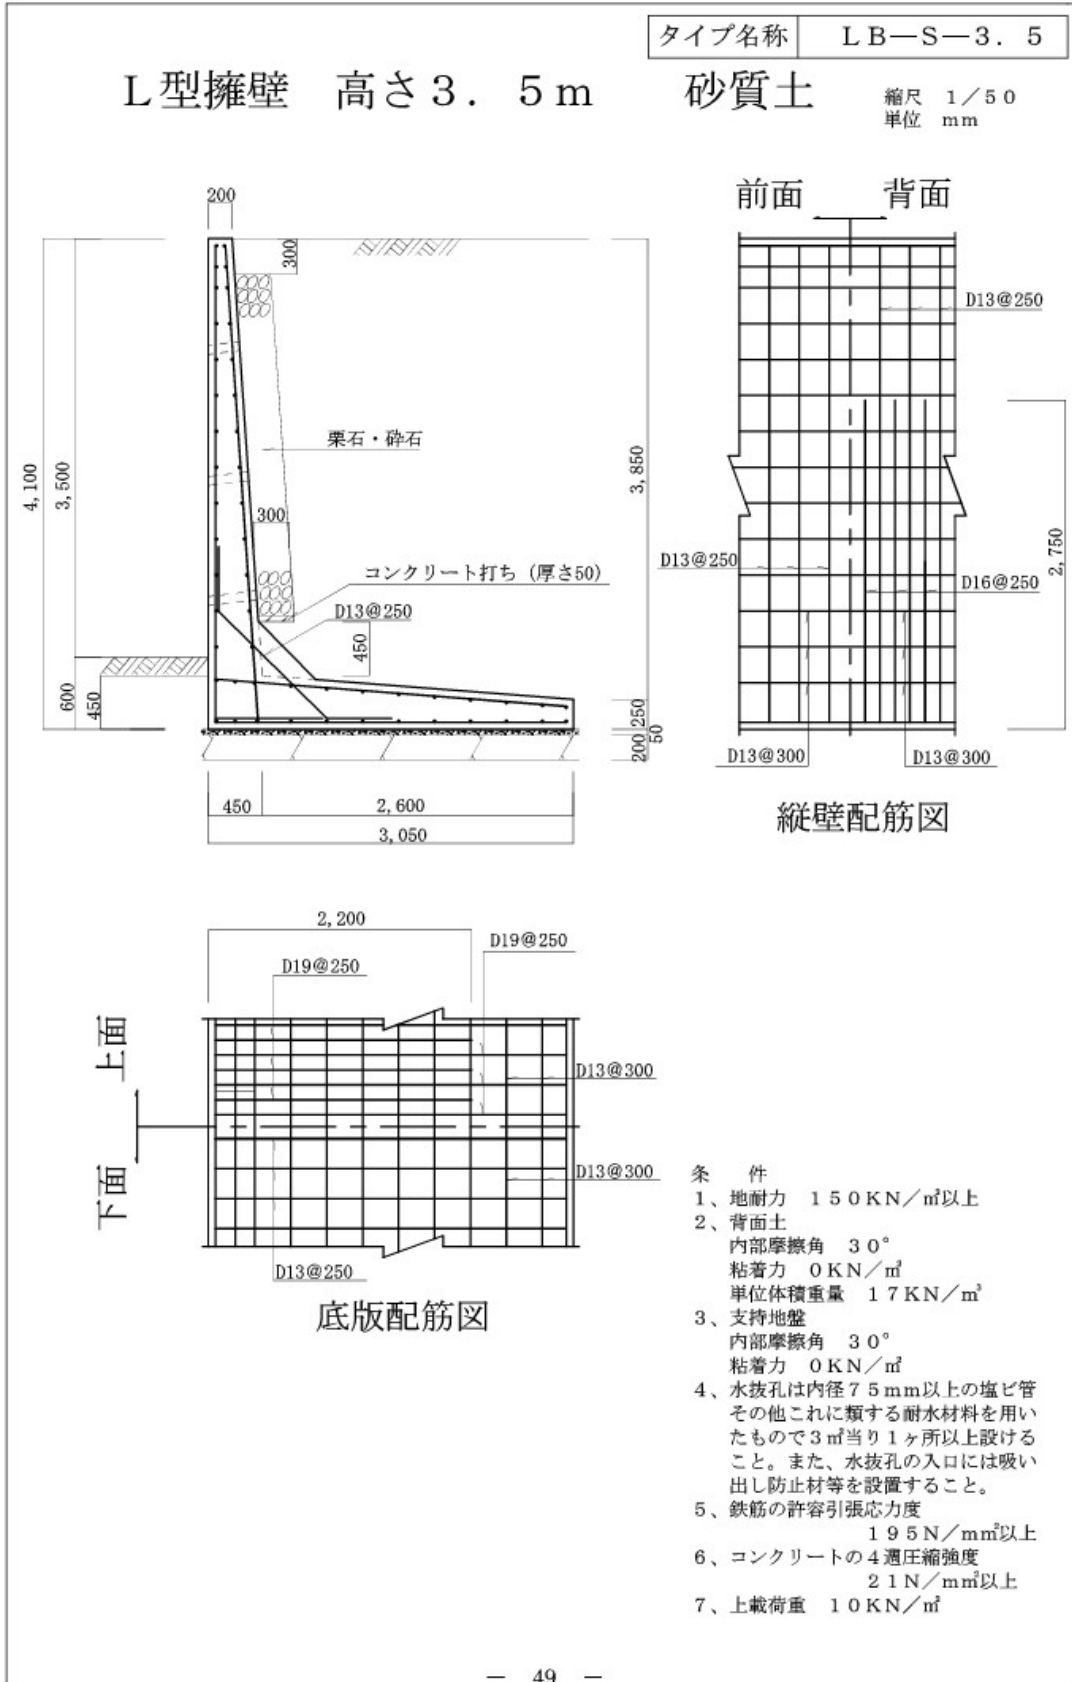 タイプ名称 LB—S—3.5
L型擁壁 高さ3.5m 砂質土
縮尺 1/50
単位 mm
200
300
4,100
3,500
栗石・砕石
3,850
300
コンクリート打ち(厚さ50)
D13@250
450
600
450
250
50
200
450
2,600
3,050
前面 背面
D13@250
2,750
D13@250
D16@250
D13@300
D13@300
縦壁配筋図
2,200
D19@250
D19@250
上面
D13@300
下面
D13@300
D13@250
底版配筋図
条 件
1、地耐力 150KN/㎡以上
2、背面土
内部摩擦角 30°
粘着力 0KN/㎡
単位体積重量 17KN/㎥
3、支持地盤
内部摩擦角 30°
粘着力 0KN/㎡
4、水抜孔は内径75mm以上の塩ビ管
その他これに類する耐水材料を用い
たもので3㎡当り1ヶ所以上設ける
こと。また、水抜孔の入口には吸い
出し防止材等を設置すること。
5、鉄筋の許容引張応力度
195N/mm²以上
6、コンクリートの4週圧縮強度
21N/mm²以上
7、上載荷重 10KN/㎡
— 49 —